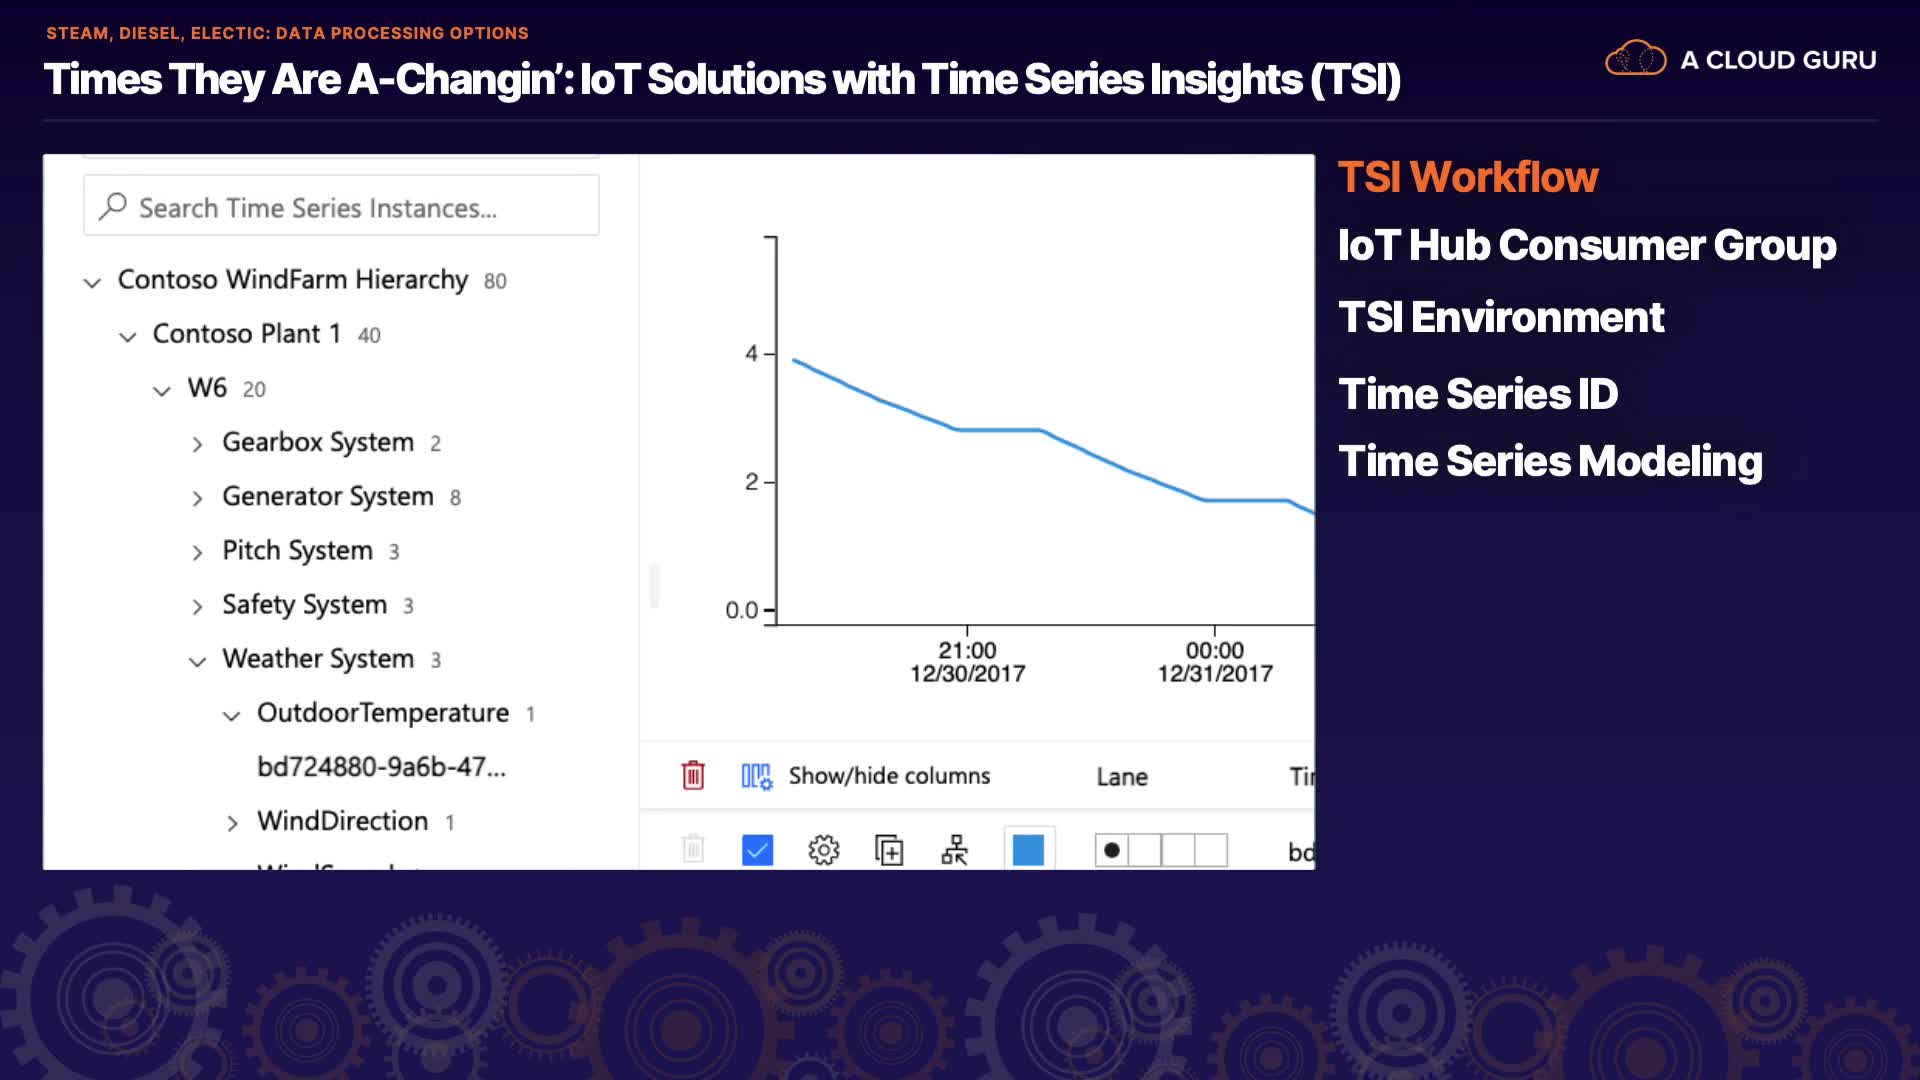 STEAM, DIESEL, ELECTIC: DATA PROCESSING OPTIONS
Times They Are A-Changin’: IoT Solutions with Time Series Insights (TSI)
A CLOUD GURU
Search Time Series Instances...
Contoso WindFarm Hierarchy 80
Contoso Plant 1 40
W6 20
Gearbox System 2
Generator System 8
Pitch System 3
Safety System 3
Weather System 3
OutdoorTemperature 1
bd724880-9a6b-47...
WindDirection 1
4
2
0.0
21:00
12/30/2017
00:00
12/31/2017
Show/hide columns
Lane
bd
TSI Workflow
IoT Hub Consumer Group
TSI Environment
Time Series ID
Time Series Modeling